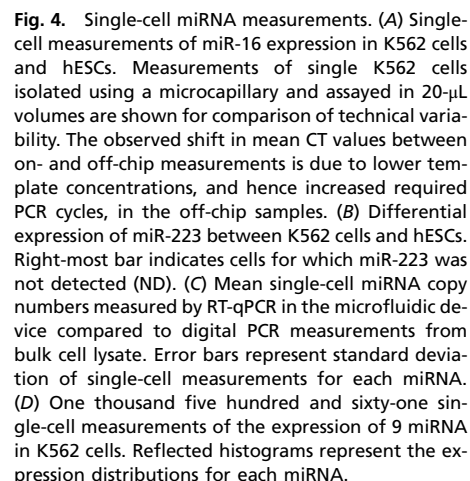 Fig. 4. Single-cell miRNA measurements. (A) Single-
cell measurements of miR-16 expression in K562 cells
and hESCs. Measurements of single K562 cells
isolated using a microcapillary and assayed in 20-μL
volumes are shown for comparison of technical varia-
bility. The observed shift in mean CT values between
on- and off-chip measurements is due to lower tem-
plate concentrations, and hence increased required
PCR cycles, in the off-chip samples. (B) Differential
expression of miR-223 between K562 cells and hESCs.
Right-most bar indicates cells for which miR-223 was
not detected (ND). (C) Mean single-cell miRNA copy
numbers measured by RT-qPCR in the microfluidic de-
vice compared to digital PCR measurements from
bulk cell lysate. Error bars represent standard devia-
tion of single-cell measurements for each miRNA.
(D) One thousand five hundred and sixty-one sin-
gle-cell measurements of the expression of 9 miRNA
in K562 cells. Reflected histograms represent the ex-
pression distributions for each miRNA.